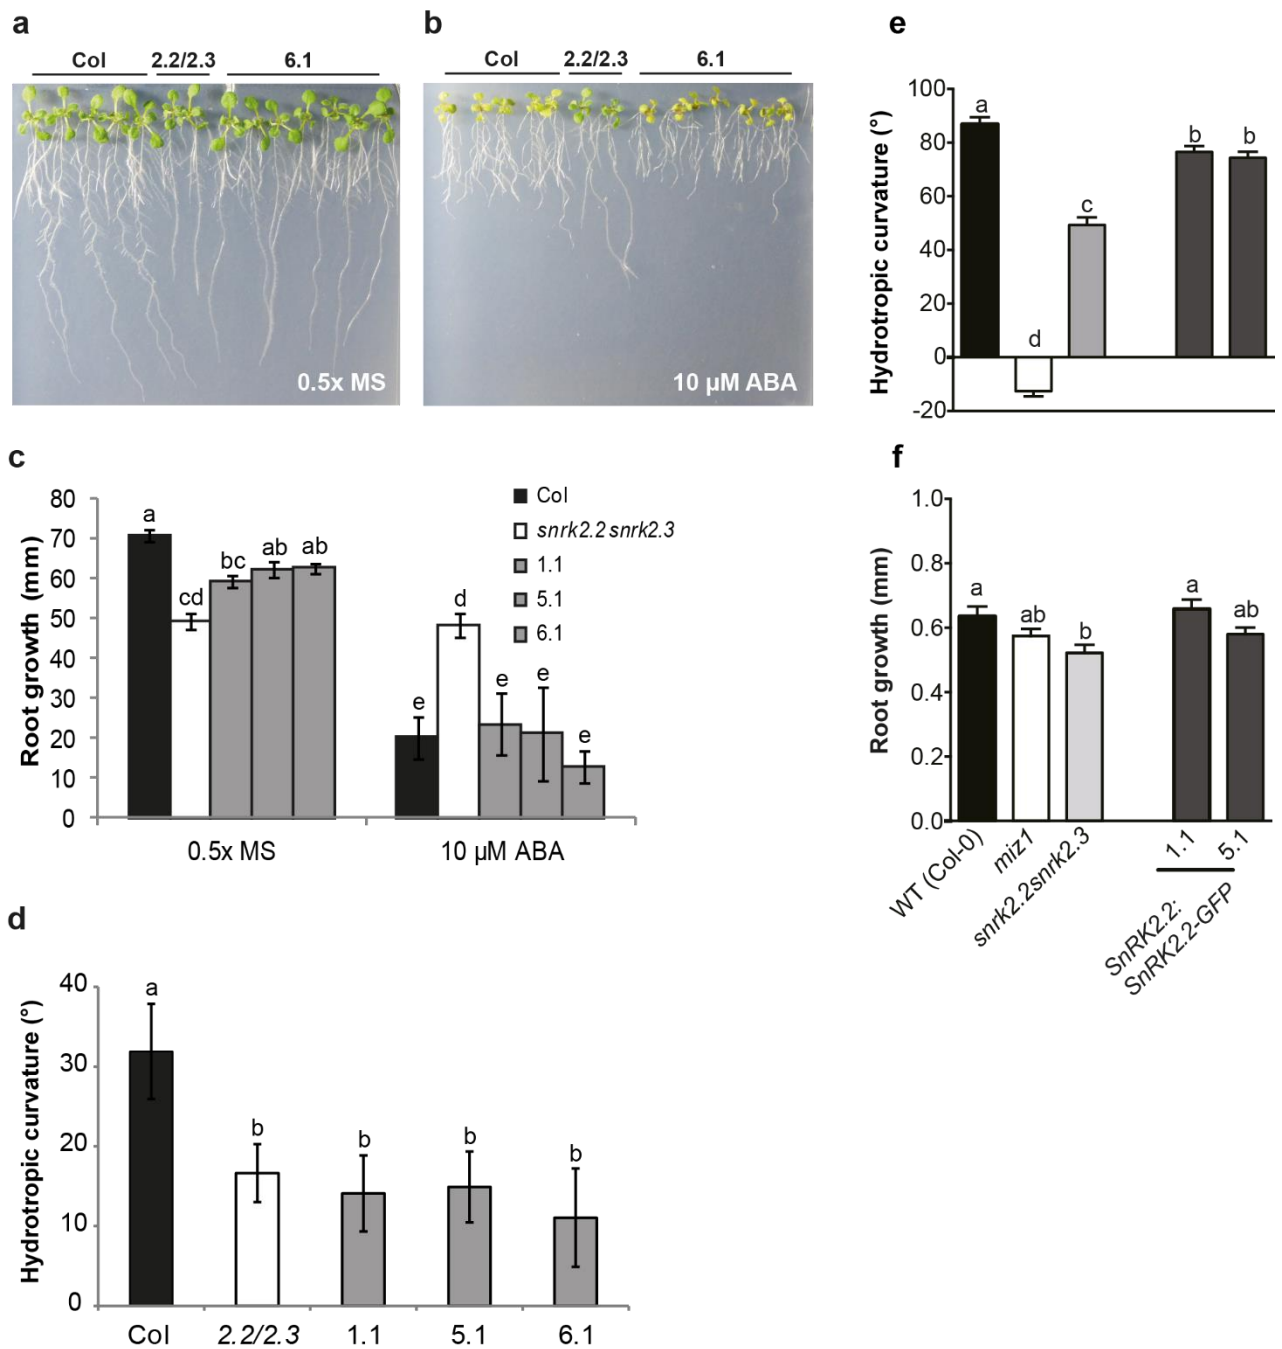 a
Col 2.2/2.3 6.1
0.5x MS
b
Col 2.2/2.3 6.1
10 µM ABA
c
Root growth (mm)
80
70
60
50
40
30
20
10
0
a
cd
bc
ab
ab
e
d
e
e
e
Col
snrk2.2 snrk2.3
1.1
5.1
6.1
0.5x MS
10 µM ABA
d
Hydrotropic curvature (°)
40
30
20
10
0
a
b
b
b
b
Col 2.2/2.3 1.1 5.1 6.1
e
Hydrotropic curvature (°)
100
80
60
40
20
0
-20
a
d
c
b
b
f
Root growth (mm)
1.0
0.8
0.6
0.4
0.2
0.0
a
ab
b
a
ab
WT (Col-0)
miz1
snrk2.2snrk2.3
1.1
5.1
SnRK2.2:
SnRK2.2-GFP